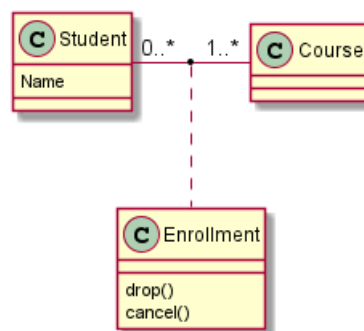 C Student
0..*
1..*
C Course
Name
C Enrollment
drop()
cancel()